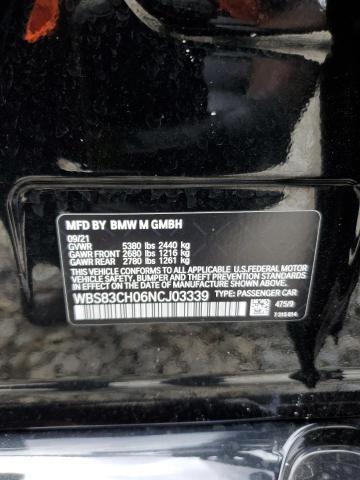 MFD BY BMW M GMBH
09/21
GVWR 5380 lbs 2440 kg
GAWR FRONT 2680 lbs 1216 kg
GAWR REAR 2780 lbs 1261 kg
THIS VEHICLE CONFORMS TO ALL APPLICABLE
U.S.FEDERAL MOTOR
VEHICLE SAFETY, BUMPER AND THEFT
PREVENTION STANDARDS IN EFFECT ON THE
DATE OF MANUFACTURE SHOWN ABOVE.
WBS83CH06NCJ03339
TYPE: PASSENGER CAR
475/9